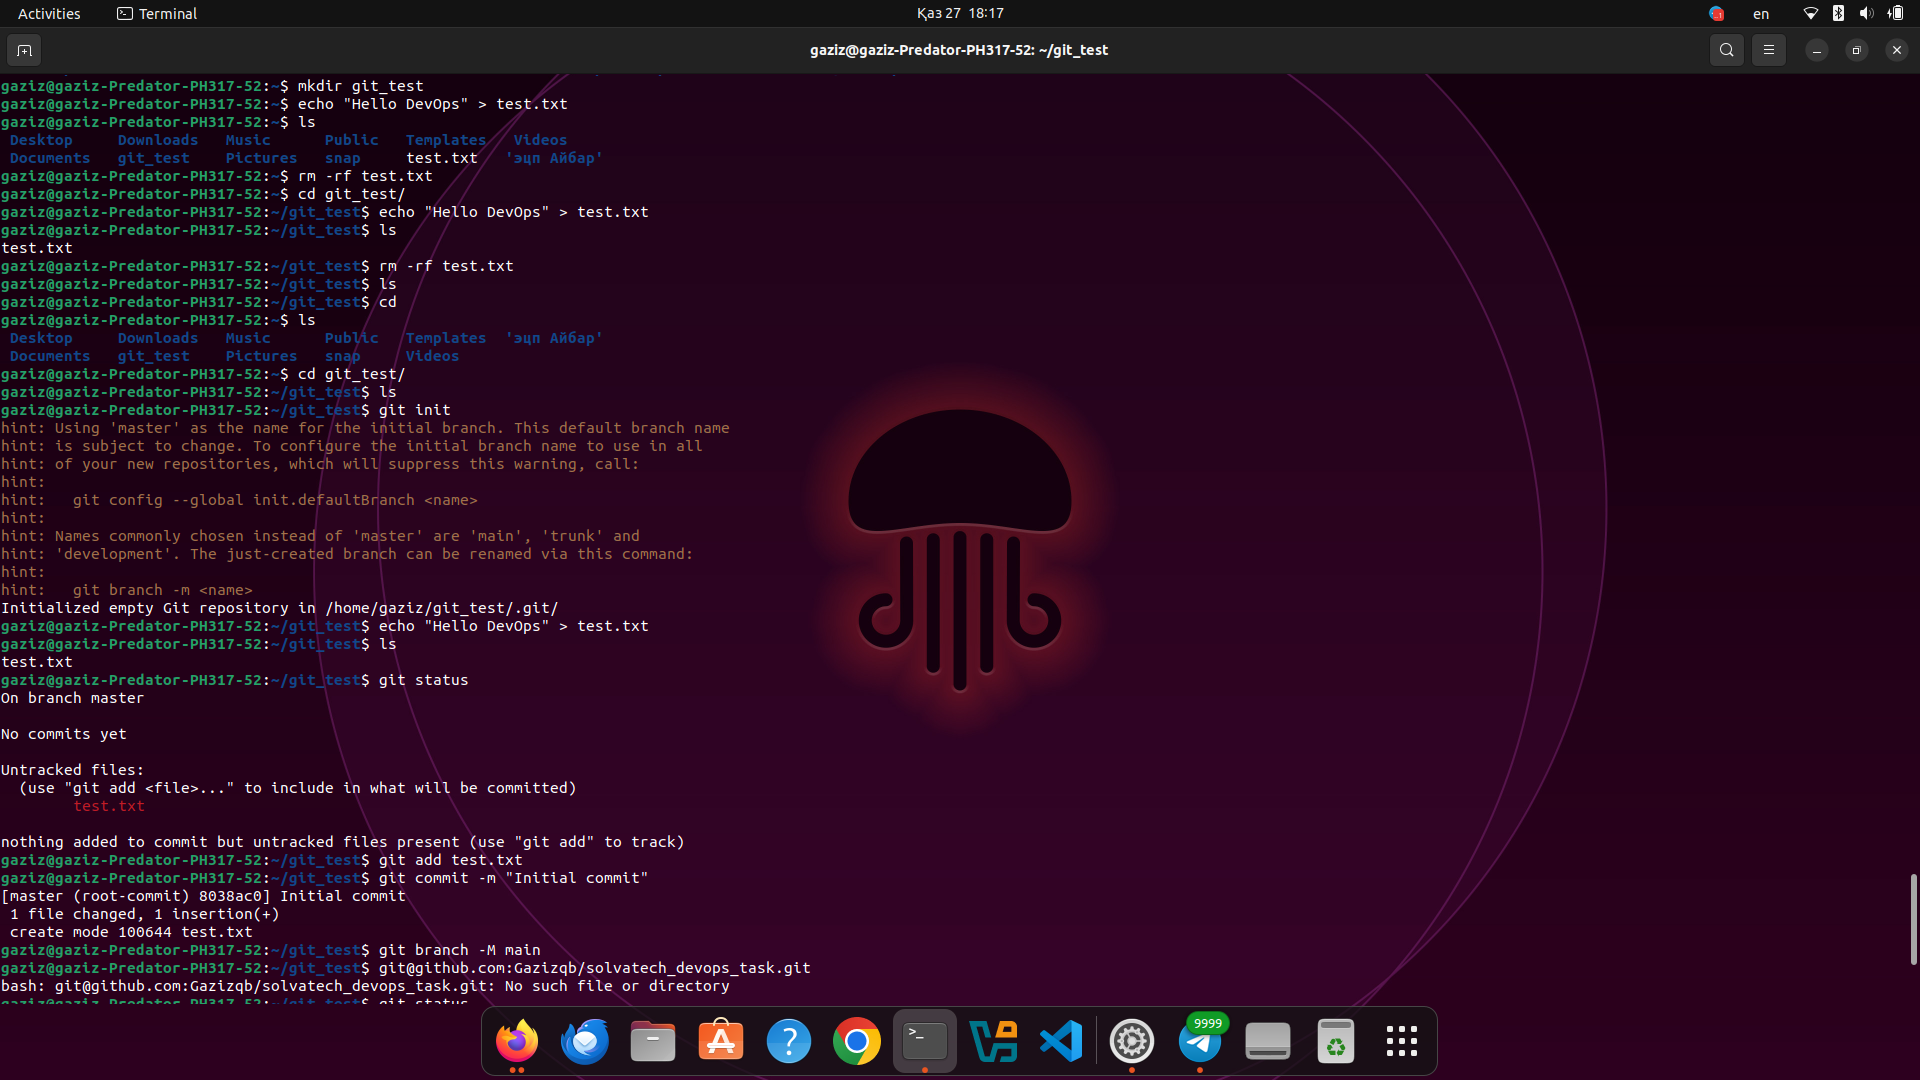 Activities Terminal Қаз 27 18:17 en
gaziz@gaziz-Predator-PH317-52: ~/git_test
gaziz@gaziz-Predator-PH317-52:~$ mkdir git_test
gaziz@gaziz-Predator-PH317-52:~$ echo "Hello DevOps" > test.txt
gaziz@gaziz-Predator-PH317-52:~$ ls
Desktop Downloads Music Public Templates Videos
Documents git_test Pictures snap test.txt 'эцп Айбар'
gaziz@gaziz-Predator-PH317-52:~$ rm -rf test.txt
gaziz@gaziz-Predator-PH317-52:~$ cd git_test/
gaziz@gaziz-Predator-PH317-52:~/git_test$ echo "Hello DevOps" > test.txt
gaziz@gaziz-Predator-PH317-52:~/git_test$ ls
test.txt
gaziz@gaziz-Predator-PH317-52:~/git_test$ rm -rf test.txt
gaziz@gaziz-Predator-PH317-52:~/git_test$ ls
gaziz@gaziz-Predator-PH317-52:~/git_test$ cd
gaziz@gaziz-Predator-PH317-52:~$ ls
Desktop Downloads Music Public Templates 'эцп Айбар'
Documents git_test Pictures snap Videos
gaziz@gaziz-Predator-PH317-52:~$ cd git_test/
gaziz@gaziz-Predator-PH317-52:~/git_test$ ls
gaziz@gaziz-Predator-PH317-52:~/git_test$ git init
hint: Using 'master' as the name for the initial branch. This default branch name
hint: is subject to change. To configure the initial branch name to use in all
hint: of your new repositories, which will suppress this warning, call:
hint:
hint: git config --global init.defaultBranch <name>
hint:
hint: Names commonly chosen instead of 'master' are 'main', 'trunk' and
hint: 'development'. The just-created branch can be renamed via this command:
hint:
hint: git branch -m <name>
Initialized empty Git repository in /home/gaziz/git_test/.git/
gaziz@gaziz-Predator-PH317-52:~/git_test$ echo "Hello DevOps" > test.txt
gaziz@gaziz-Predator-PH317-52:~/git_test$ ls
test.txt
gaziz@gaziz-Predator-PH317-52:~/git_test$ git status
On branch master
No commits yet
Untracked files:
(use "git add <file>..." to include in what will be committed)
test.txt
nothing added to commit but untracked files present (use "git add" to track)
gaziz@gaziz-Predator-PH317-52:~/git_test$ git add test.txt
gaziz@gaziz-Predator-PH317-52:~/git_test$ git commit -m "Initial commit"
[master (root-commit) 8038ac0] Initial commit
1 file changed, 1 insertion(+)
create mode 100644 test.txt
gaziz@gaziz-Predator-PH317-52:~/git_test$ git branch -M main
gaziz@gaziz-Predator-PH317-52:~/git_test$ git@github.com:Gazizqb/solvatech_devops_task.git
bash: git@github.com:Gazizqb/solvatech_devops_task.git: No such file or directory
gaziz@gaziz-Predator-PH317-52:~/git_test$ git status
9999